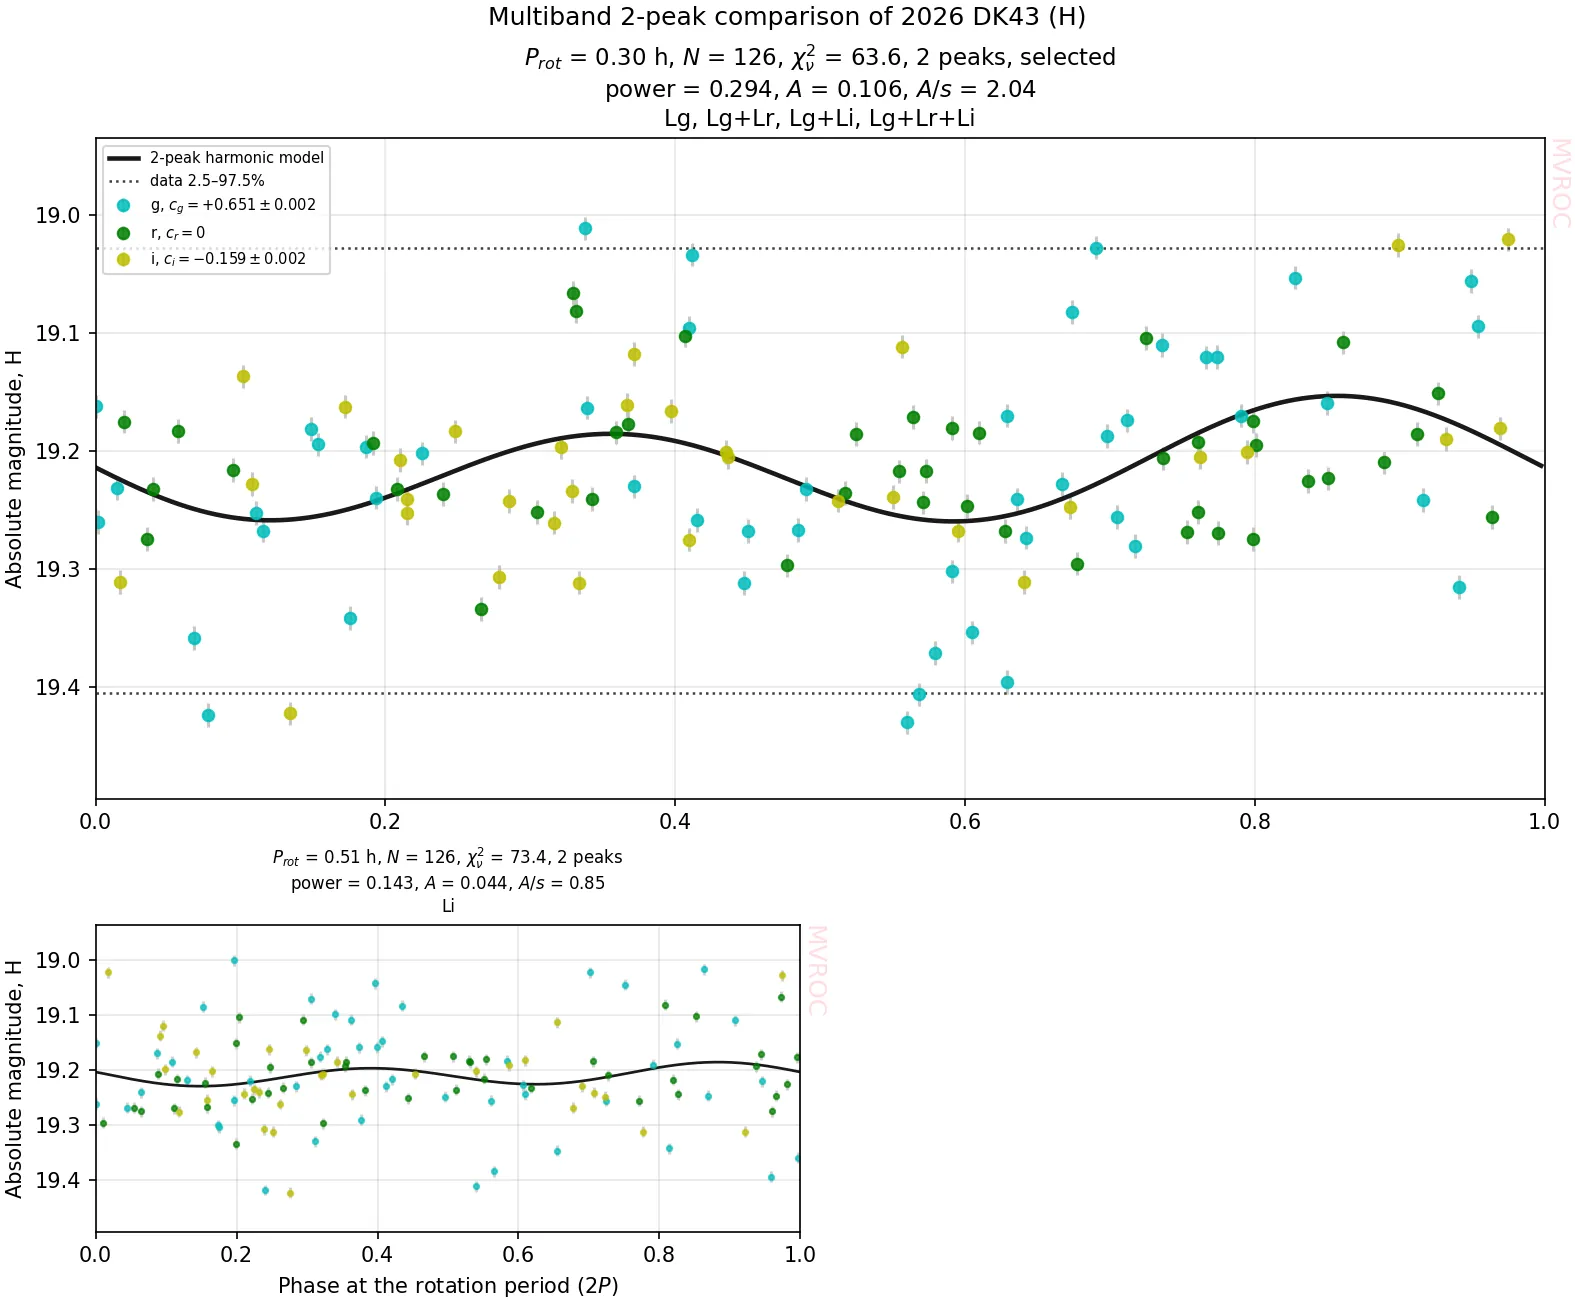 Multiband 2-peak comparison of 2026 DK43 (H)
P_rot = 0.30 h, N = 126, χ²_ν = 63.6, 2 peaks, selected
power = 0.294, A = 0.106, A/s = 2.04
Lg, Lg+Lr, Lg+Li, Lg+Lr+Li
2-peak harmonic model
data 2.5–97.5%
g, c_g = +0.651 ± 0.002
r, c_r = 0
i, c_i = −0.159 ± 0.002
MVROC
Absolute magnitude, H
19.0
19.1
19.2
19.3
19.4
0.0 0.2 0.4 0.6 0.8 1.0
P_rot = 0.51 h, N = 126, χ²_ν = 73.4, 2 peaks
power = 0.143, A = 0.044, A/s = 0.85
Li
MVROC
Absolute magnitude, H
19.0
19.1
19.2
19.3
19.4
0.0 0.2 0.4 0.6 0.8 1.0
Phase at the rotation period (2P)